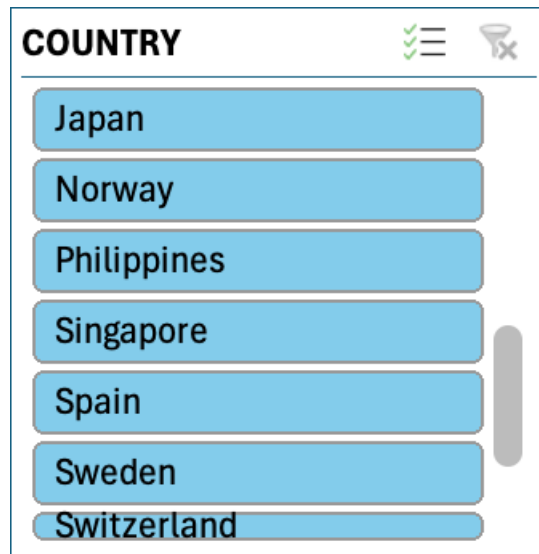 COUNTRY
Japan
Norway
Philippines
Singapore
Spain
Sweden
Switzerland